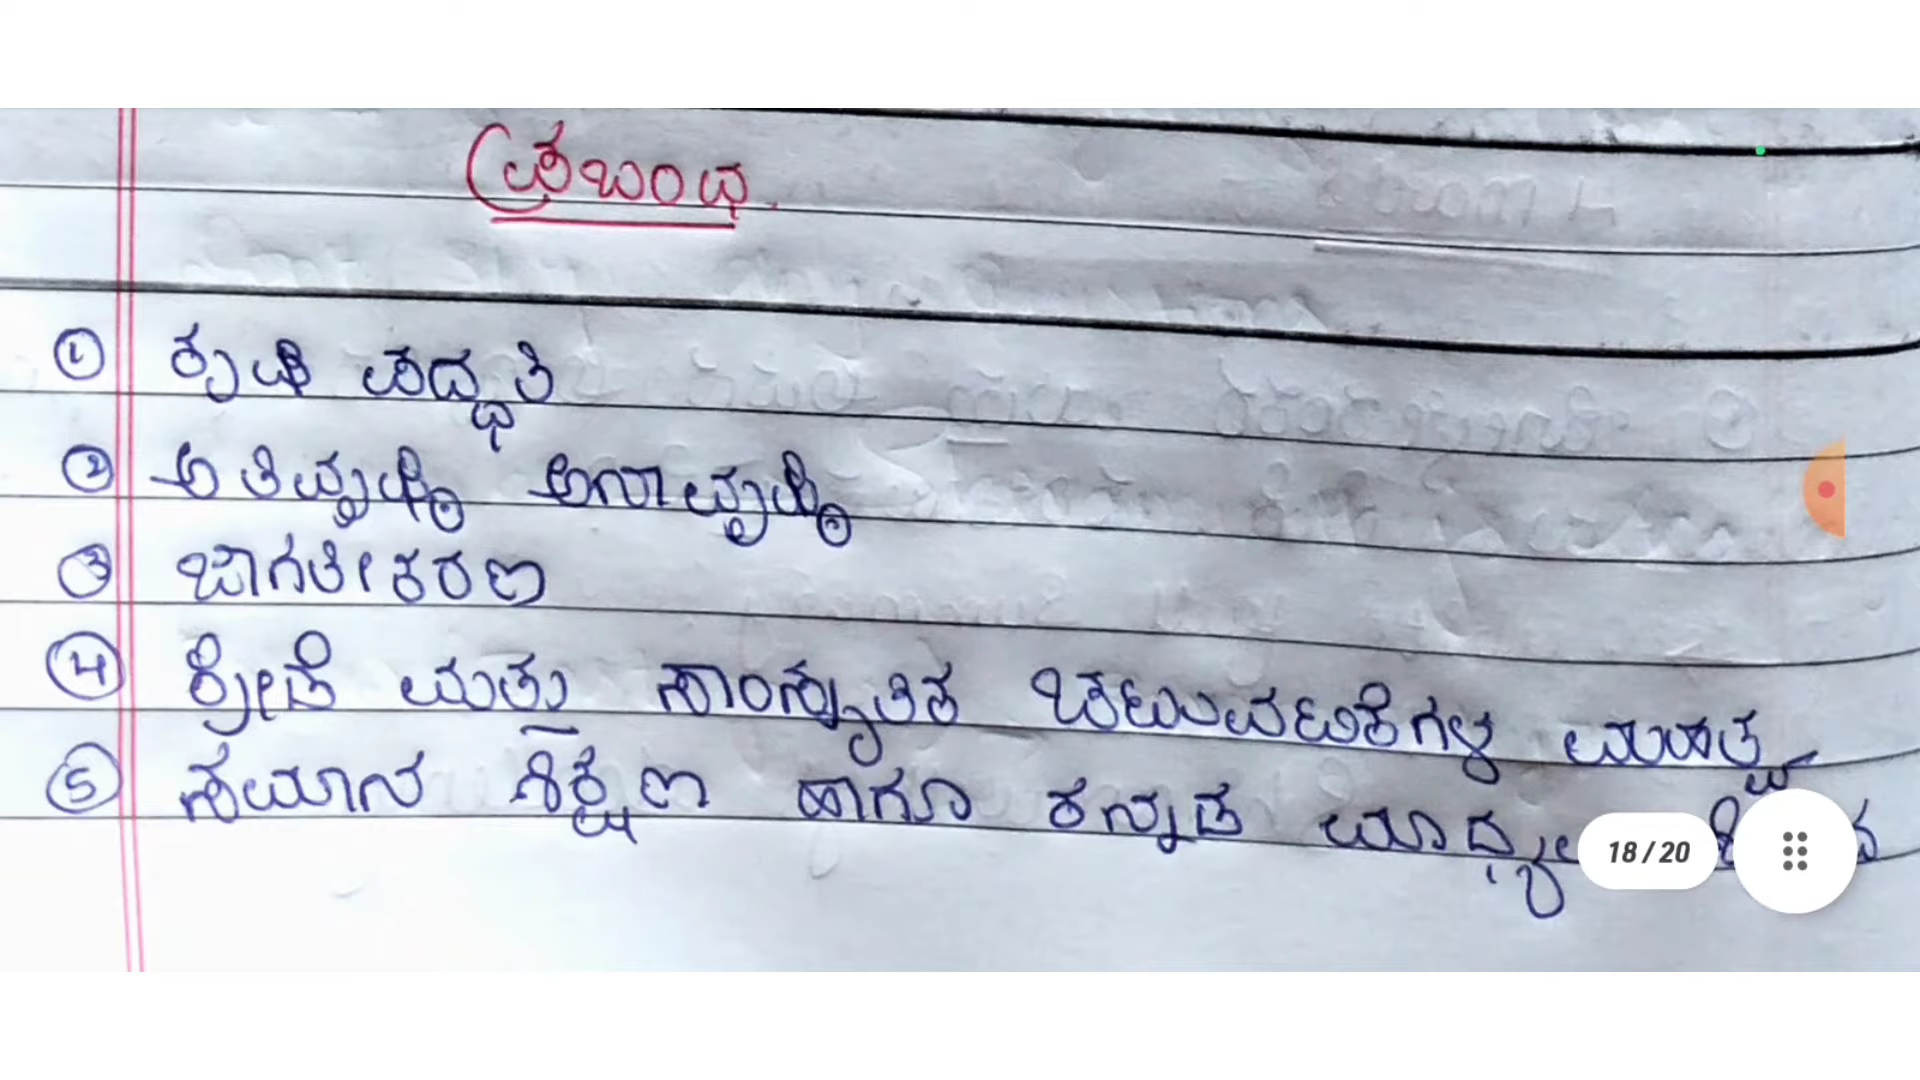 ಪ್ರಬಂಧ.
① ಕೃಷಿ ಪದ್ಧತಿ
② ಅತಿವೃಷ್ಠಿ ಅನಾವೃಷ್ಠಿ
③ ಜಾಗತೀಕರಣ
④ ಕ್ರೀಡೆ ಮತ್ತು ಸಾಂಸ್ಕೃತಿಕ ಚಟುವಟಿಕೆಗಳ ಮಹತ್ವ
⑤ ಸಮಾನ ಶಿಕ್ಷಣ ಹಾಗೂ ಕನ್ನಡ
18/20